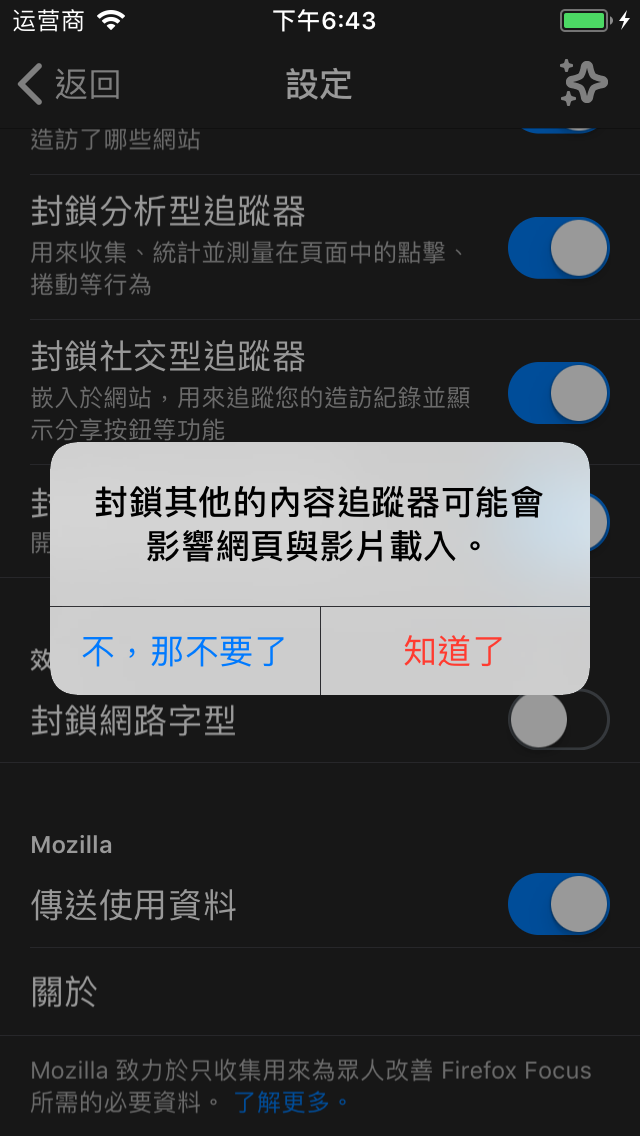 运营商
下午6:43
返回
設定
造訪了哪些網站
封鎖分析型追蹤器
用來收集、統計並測量在頁面中的點擊、
捲動等行為
封鎖社交型追蹤器
嵌入於網站，用來追蹤您的造訪紀錄並顯
示分享按鈕等功能
封
開
封鎖其他的內容追蹤器可能會
影響網頁與影片載入。
不，那不要了
知道了
效
封鎖網路字型
Mozilla
傳送使用資料
關於
Mozilla 致力於只收集用來為眾人改善 Firefox Focus
所需的必要資料。了解更多。